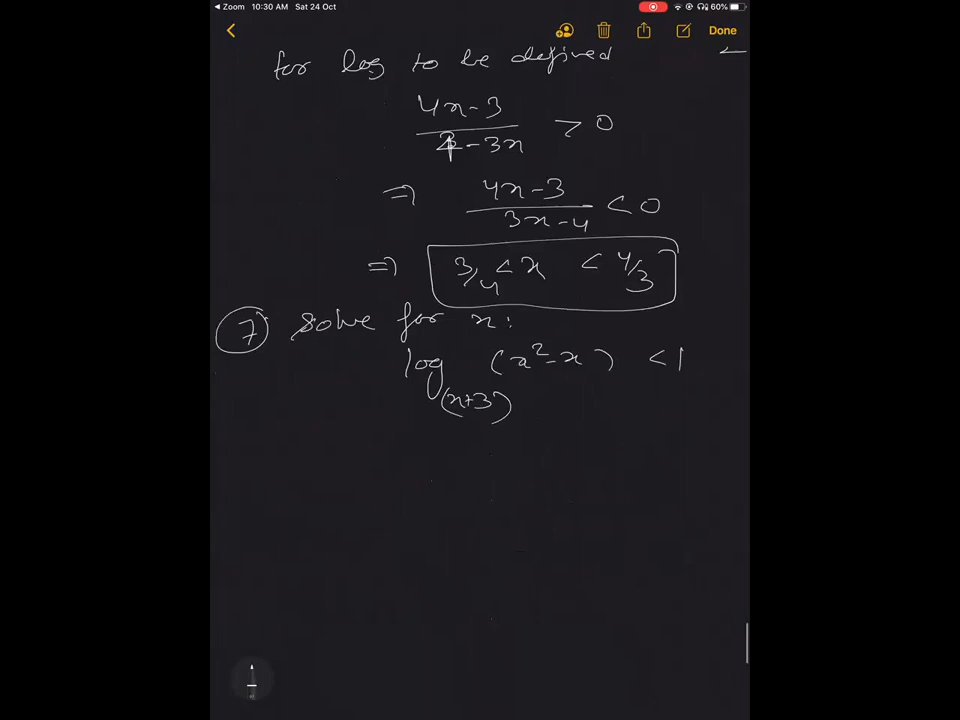 Zoom 10:30 AM Sat 24 Oct 60%
Done
for log to be defined
4x-3 / 4-3x > 0
⇒ 4x-3 / 3x-4 < 0
⇒ 3/4 < x < 4/3
7 Solve for x:
log (x²-x) < 1
(x+3)